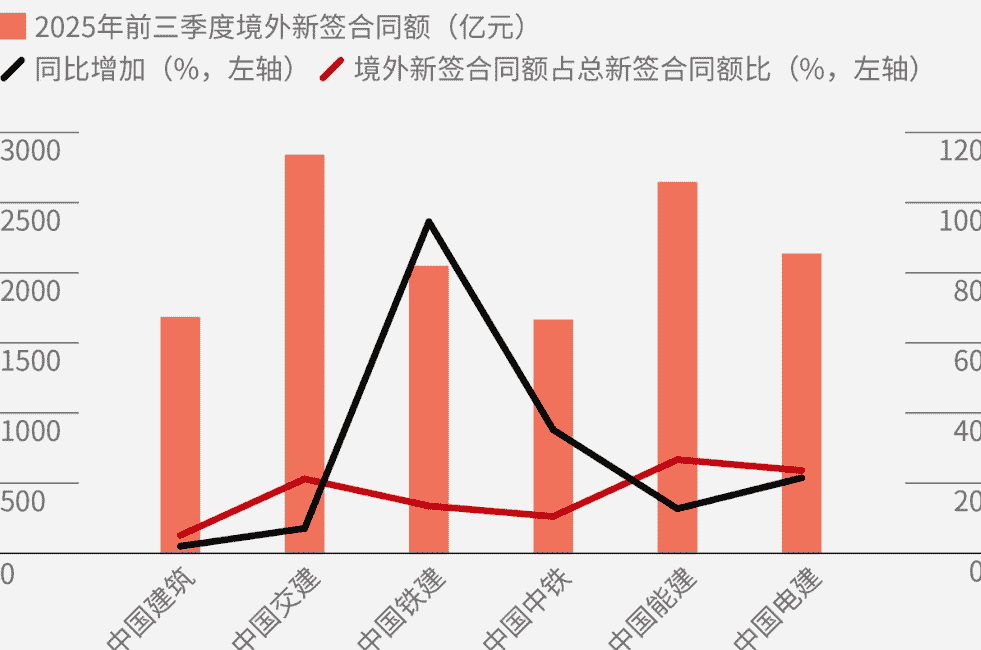 2025年前三季度境外新签合同额（亿元）
同比增加（%，左轴） 境外新签合同额占总新签合同额比（%，左轴）
3000 120
2500 100
2000 80
1500 60
1000 40
500 20
0 0
中国建筑 中国交建 中国铁建 中国中铁 中国能建 中国电建